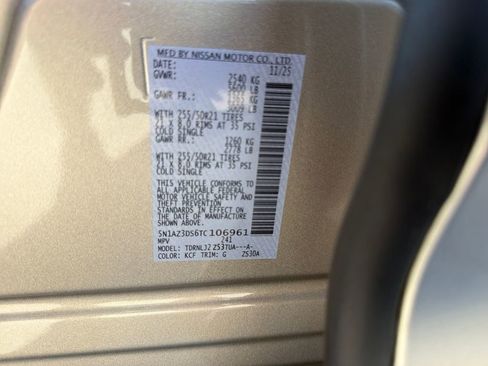 MFD BY NISSAN MOTOR CO., LTD.
DATE: 11/25
GVWR: 2540 KG
5600 LB
GAWR FR.: KG
LB
WITH 255/50R21 TIRES
21 X 8.0 RIMS AT 35 PSI
COLD SINGLE
GAWR RR.: 1260 KG
2778 LB
WITH 255/50R21 TIRES
21 X 8.0 RIMS AT 35 PSI
COLD SINGLE
THIS VEHICLE CONFORMS TO
ALL APPLICABLE FEDERAL
MOTOR VEHICLE SAFETY AND
THEFT PREVENTION
STANDARDS IN EFFECT ON
THE DATE OF MANUFACTURE
SHOWN ABOVE.
5N1AZ3DS6TC106961
MPV 241
MODEL: TDRNLJZ Z53TUA---A-
COLOR: KCF TRIM: G ZS30A